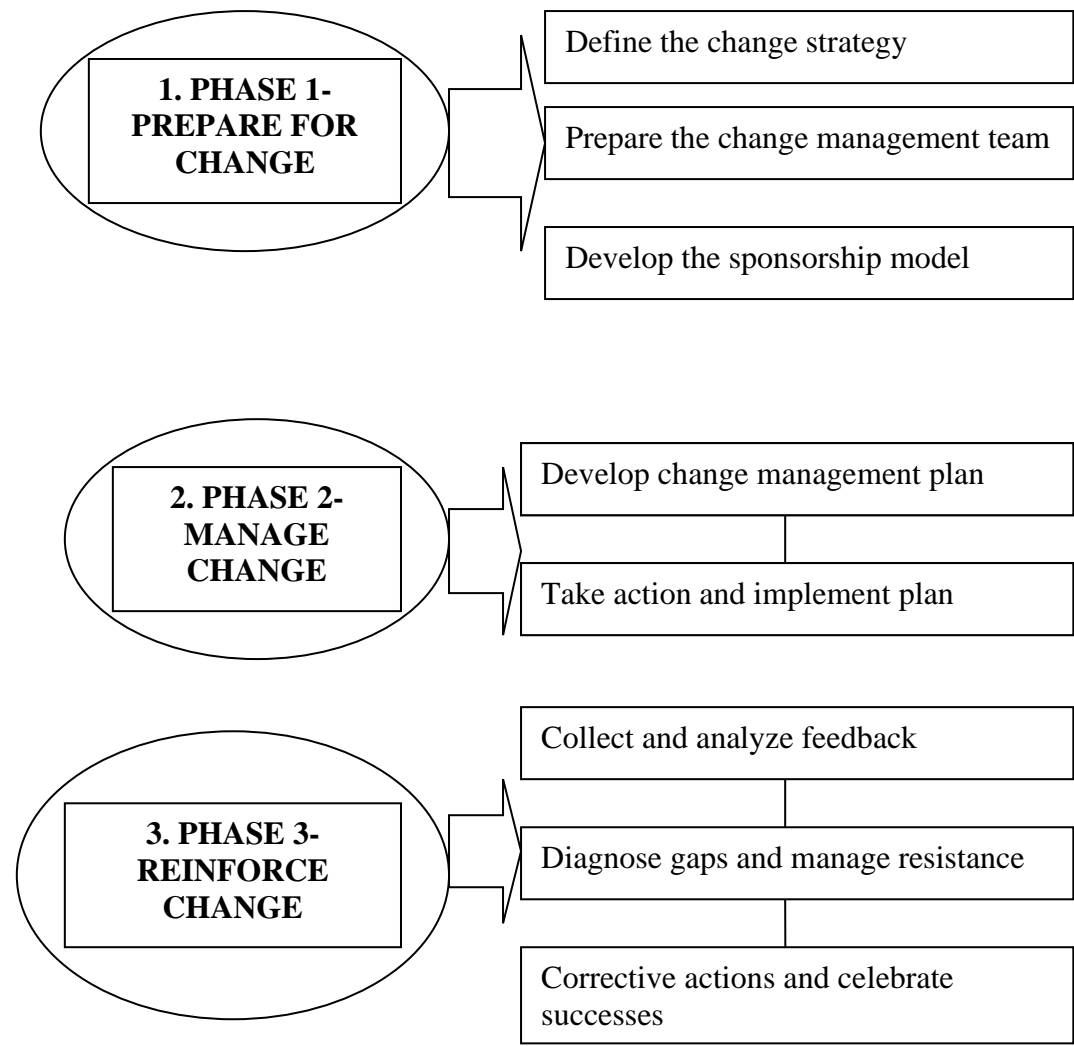 1. PHASE 1-
PREPARE FOR
CHANGE
Define the change strategy
Prepare the change management team
Develop the sponsorship model
2. PHASE 2-
MANAGE
CHANGE
Develop change management plan
Take action and implement plan
3. PHASE 3-
REINFORCE
CHANGE
Collect and analyze feedback
Diagnose gaps and manage resistance
Corrective actions and celebrate
successes